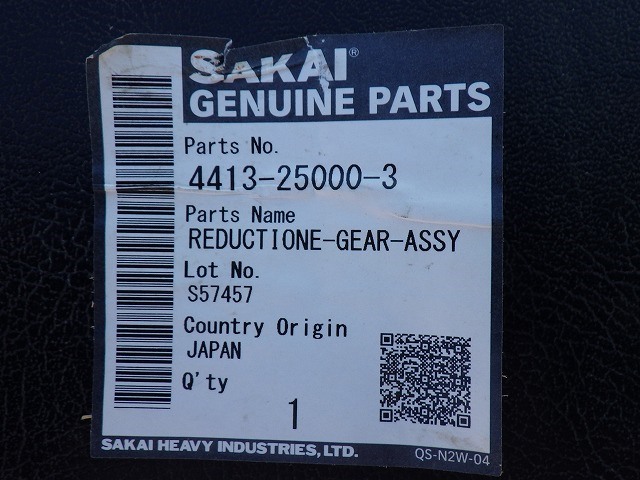 SAKAI®
GENUINE PARTS
Parts No.
4413-25000-3
Parts Name
REDUCTIONE-GEAR-ASSY
Lot No.
S57457
Country Origin
JAPAN
Q'ty
1
SAKAI HEAVY INDUSTRIES, LTD.
QS-N2W-04